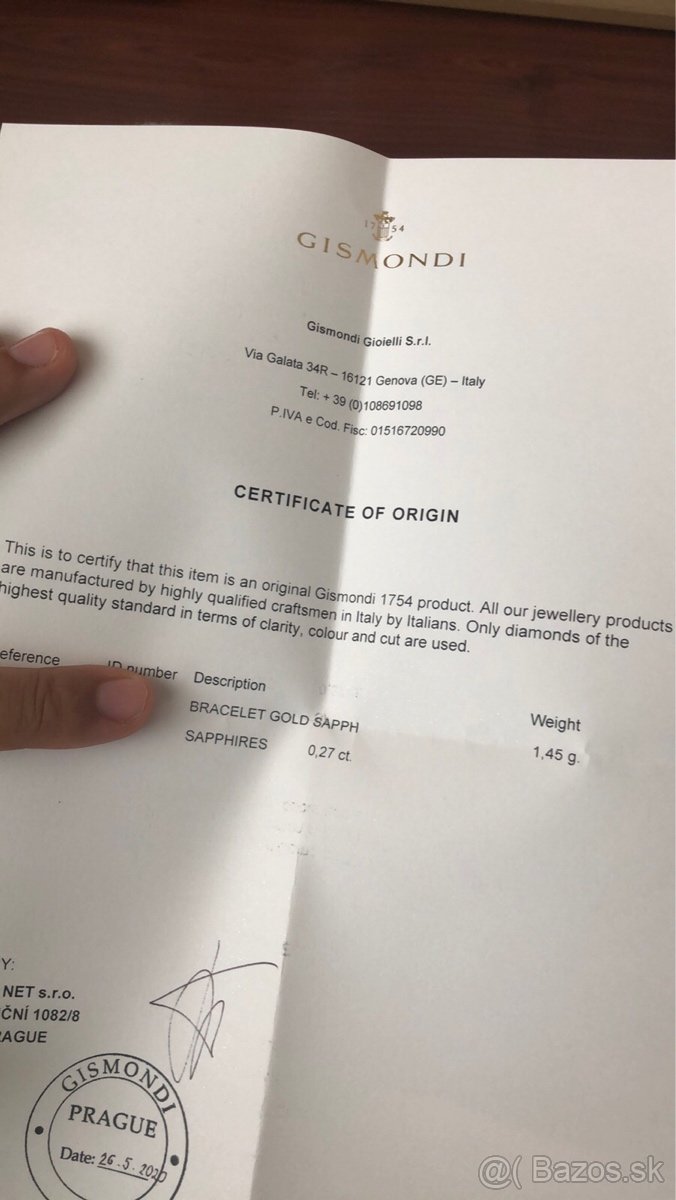 17 54
GISMONDI
Gismondi Gioielli S.r.l.
Via Galata 34R – 16121 Genova (GE) – Italy
Tel: + 39 (0)108691098
P.IVA e Cod. Fisc: 01516720990
CERTIFICATE OF ORIGIN
This is to certify that this item is an original Gismondi 1754 product. All our jewellery products
are manufactured by highly qualified craftsmen in Italy by Italians. Only diamonds of the
highest quality standard in terms of clarity, colour and cut are used.
eference ID number Description Weight
BRACELET GOLD SAPPH 1,45 g.
SAPPHIRES 0,27 ct.
Y:
NET s.r.o.
ČNÍ 1082/8
RAGUE
GISMONDI
PRAGUE
Date: 26.5.2020
@( Bazos.sk